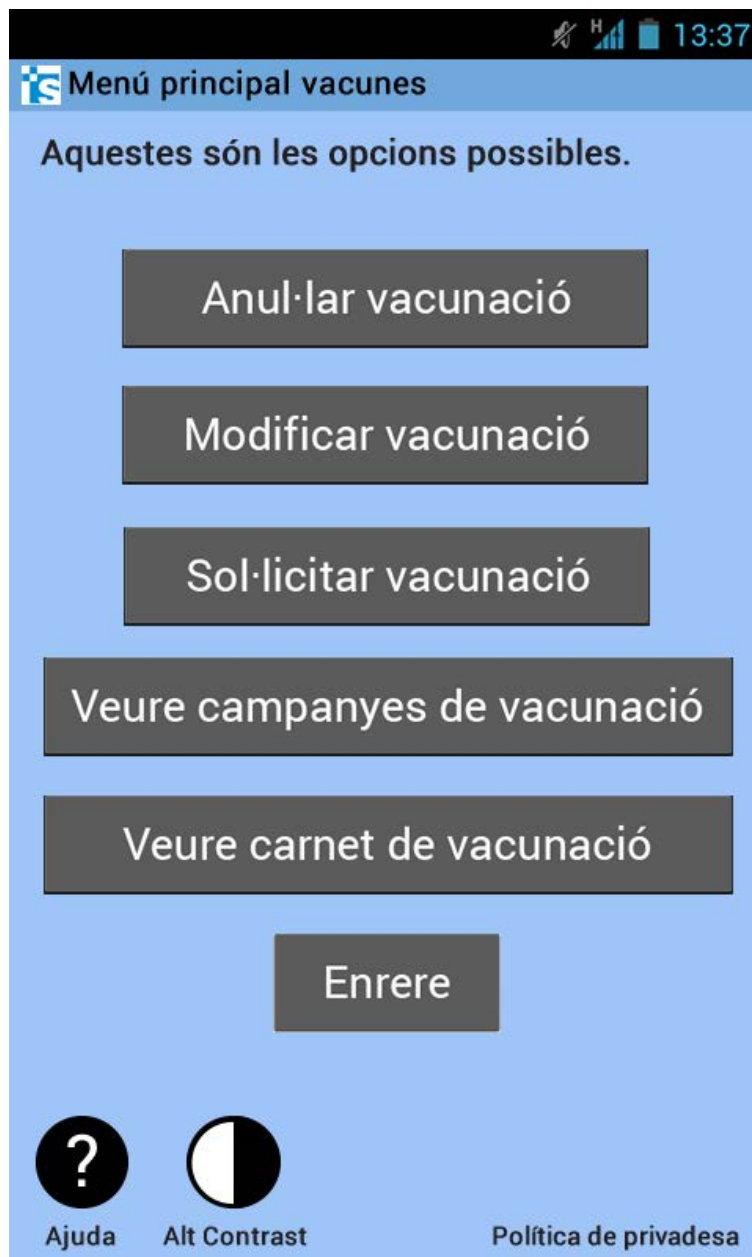 H 13:37
is Menú principal vacunes
Aquestes són les opcions possibles.
Anul·lar vacunació
Modificar vacunació
Sol·licitar vacunació
Veure campanyes de vacunació
Veure carnet de vacunació
Enrere
?
Ajuda Alt Contrast Política de privadesa